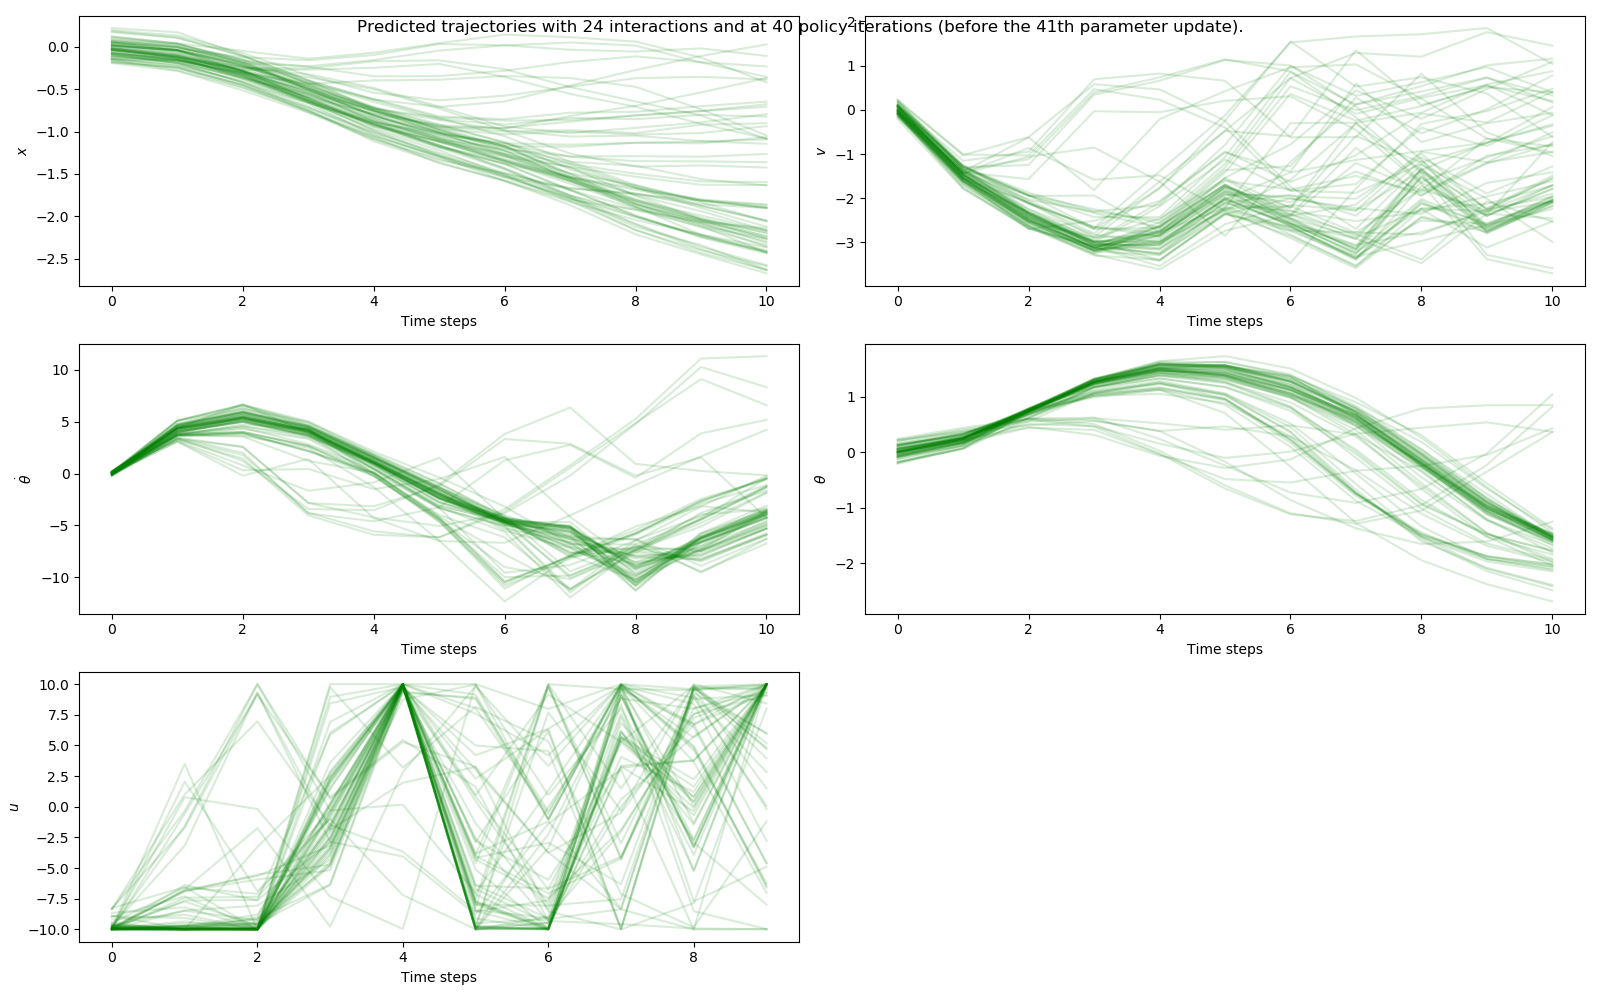 Predicted trajectories with 24 interactions and at 40 policy iterations (before the 41th parameter update).
0.0
−0.5
−1.0
−1.5
−2.0
−2.5
x
0 2 4 6 8 10
Time steps
2
1
0
−1
−2
−3
v
0 2 4 6 8 10
Time steps
10
5
0
−5
−10
θ̇
0 2 4 6 8 10
Time steps
1
0
−1
−2
θ
0 2 4 6 8 10
Time steps
10.0
7.5
5.0
2.5
0.0
−2.5
−5.0
−7.5
−10.0
u
0 2 4 6 8
Time steps